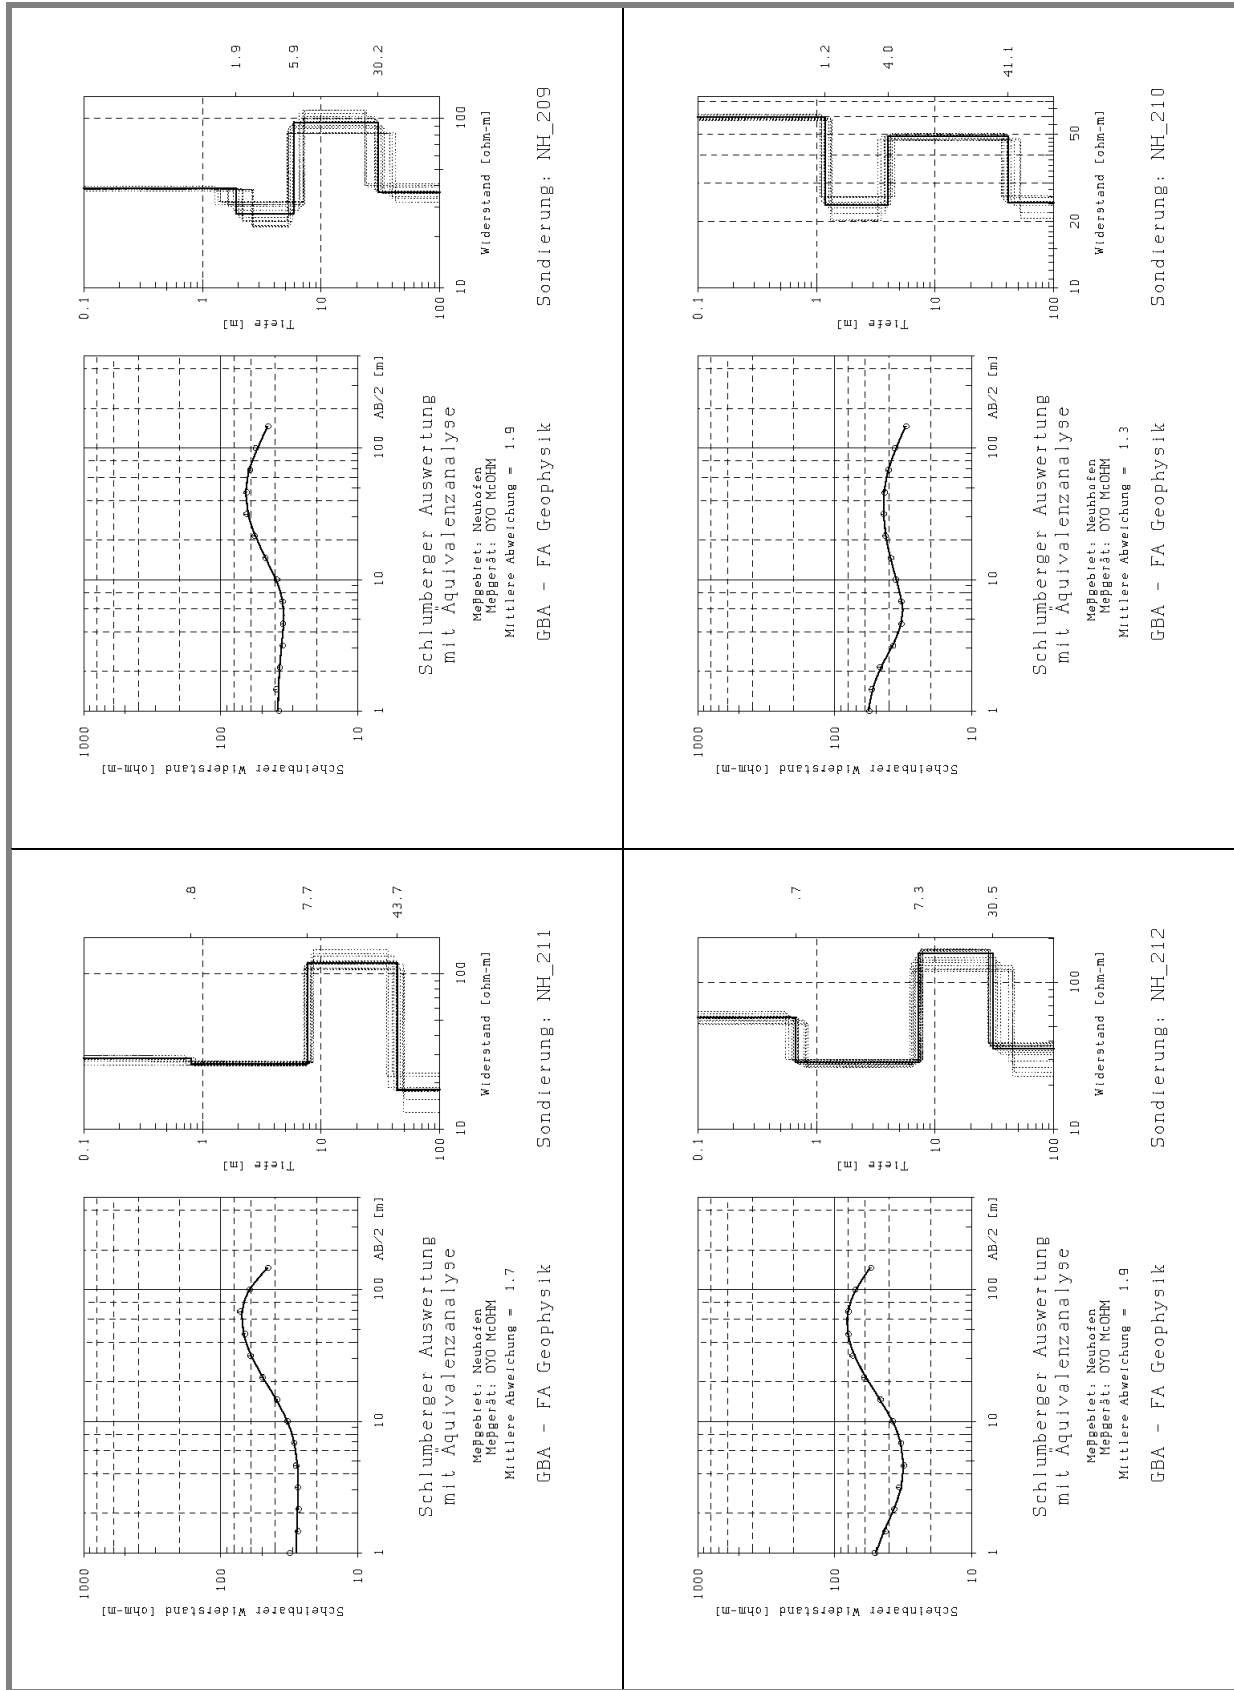 Scheinbarer Widerstand [ohm-m]
1000
100
10
1
10
100
AB/2 [m]
Schlumberger Auswertung
mit Äquivalenzanalyse
Meßgebiet: Neuhofen
Meßgerät: OYO McOHM
Mittlere Abweichung = 1.9
GBA - FA Geophysik
Tiefe [m]
0.1
1
10
100
1.9
5.9
30.2
10
100
Widerstand [ohm-m]
Sondierung: NH_209
Scheinbarer Widerstand [ohm-m]
1000
100
10
1
10
100
AB/2 [m]
Schlumberger Auswertung
mit Äquivalenzanalyse
Meßgebiet: Neuhhofen
Meßgerät: OYO McOHM
Mittlere Abweichung = 1.3
GBA - FA Geophysik
Tiefe [m]
0.1
1
10
100
1.2
4.0
41.1
10
20
50
Widerstand [ohm-m]
Sondierung: NH_210
Scheinbarer Widerstand [ohm-m]
1000
100
10
1
10
100
AB/2 [m]
Schlumberger Auswertung
mit Äquivalenzanalyse
Meßgebiet: Neuhofen
Meßgerät: OYO McOHM
Mittlere Abweichung = 1.7
GBA - FA Geophysik
Tiefe [m]
0.1
1
10
100
.8
7.7
43.7
10
100
Widerstand [ohm-m]
Sondierung: NH_211
Scheinbarer Widerstand [ohm-m]
1000
100
10
1
10
100
AB/2 [m]
Schlumberger Auswertung
mit Äquivalenzanalyse
Meßgebiet: Neuhofen
Meßgerät: OYO McOHM
Mittlere Abweichung = 1.9
GBA - FA Geophysik
Tiefe [m]
0.1
1
10
100
.7
7.3
30.5
10
100
Widerstand [ohm-m]
Sondierung: NH_212